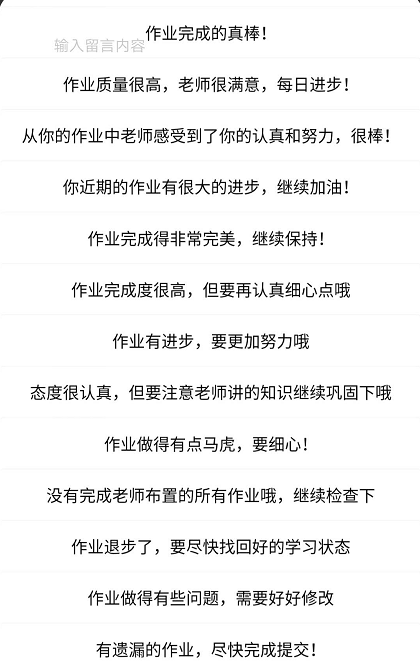 作业完成的真棒！
输入留言内容
作业质量很高，老师很满意，每日进步！
从你的作业中老师感受到了你的认真和努力，很棒！
你近期的作业有很大的进步，继续加油！
作业完成得非常完美，继续保持！
作业完成度很高，但要再认真细心点哦
作业有进步，要更加努力哦
态度很认真，但要注意老师讲的知识继续巩固下哦
作业做得有点马虎，要细心！
没有完成老师布置的所有作业哦，继续检查下
作业退步了，要尽快找回好的学习状态
作业做得有些问题，需要好好修改
有遗漏的作业，尽快完成提交！